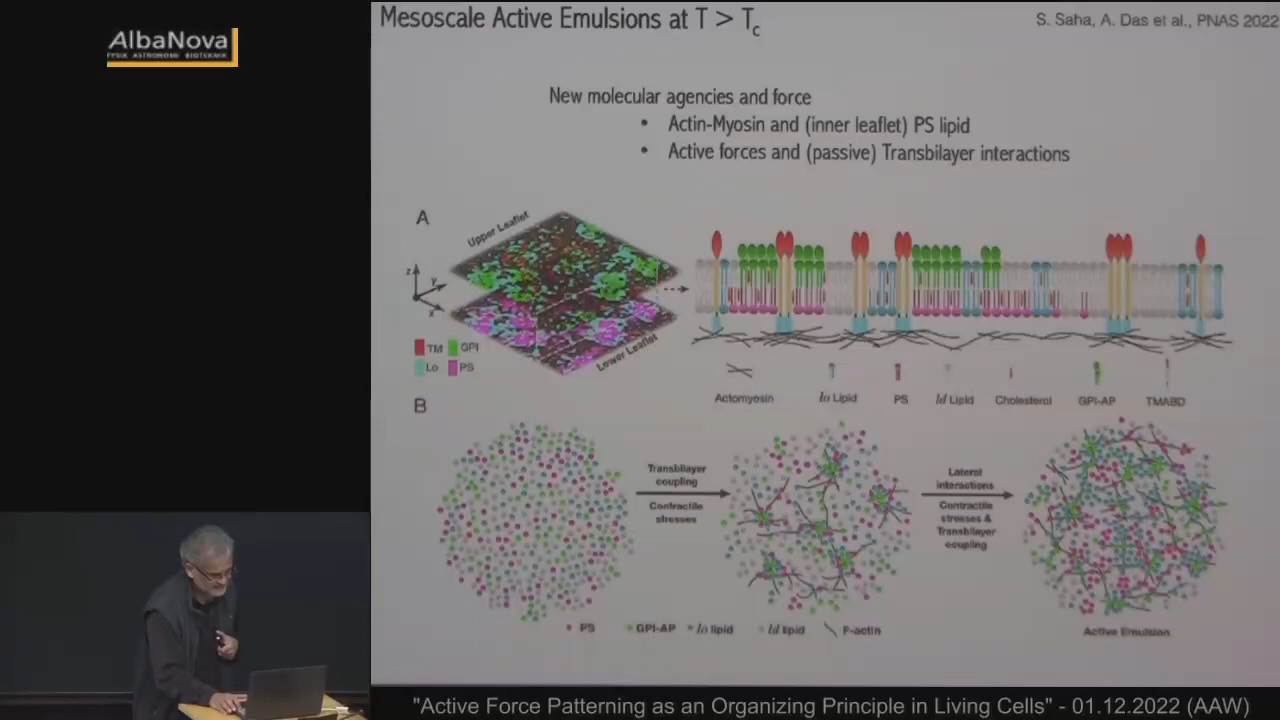 AlbaNova
FYSIK ASTRONOMI BIOTEKNIK
Mesoscale Active Emulsions at T > Tc
S. Saha, A. Das et al., PNAS 2022
New molecular agencies and force
• Actin-Myosin and (inner leaflet) PS lipid
• Active forces and (passive) Transbilayer interactions
A
Upper Leaflet
z
y
x
Lower Leaflet
TM
GPI
Lo
PS
Actomyosin
lo Lipid
PS
ld Lipid
Cholesterol
GPI-AP
TMABD
B
Transbilayer
coupling
Contractile
stresses
Lateral
interactions
Contractile
stresses &
Transbilayer
coupling
PS
GPI-AP
lo lipid
ld lipid
F-actin
Active Emulsion
"Active Force Patterning as an Organizing Principle in Living Cells" - 01.12.2022 (AAW)